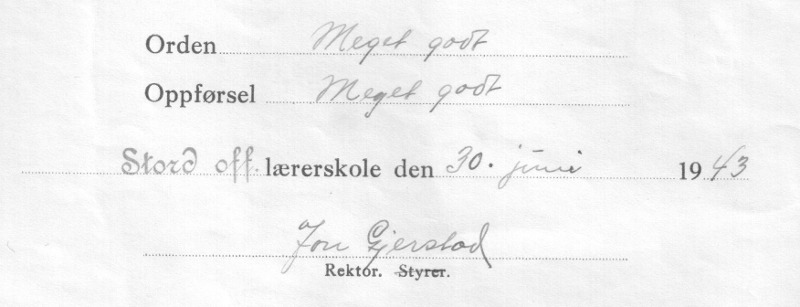 Orden Meget godt
Oppførsel Meget godt
Stord off. lærerskole den 30. juni 1943
Jon Gjerstad
Rektor. Styrer.